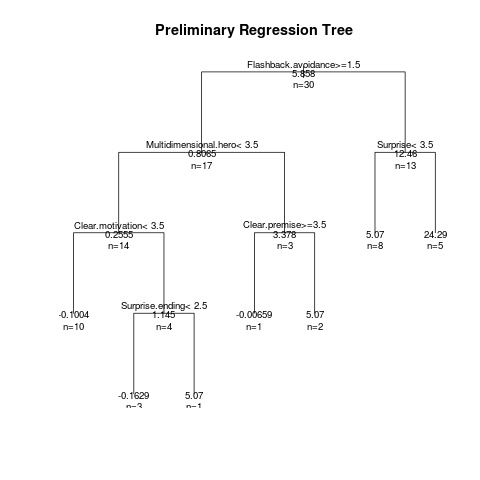 Preliminary Regression Tree
Flashback.avoidance>=1.5
5.858
n=30
Multidimensional.hero< 3.5
0.8065
n=17
Surprise< 3.5
12.46
n=13
Clear.motivation< 3.5
0.2555
n=14
Clear.premise>=3.5
3.378
n=3
5.07
n=8
24.29
n=5
-0.1004
n=10
Surprise.ending< 2.5
1.145
n=4
-0.00659
n=1
5.07
n=2
-0.1629
n=3
5.07
n=1